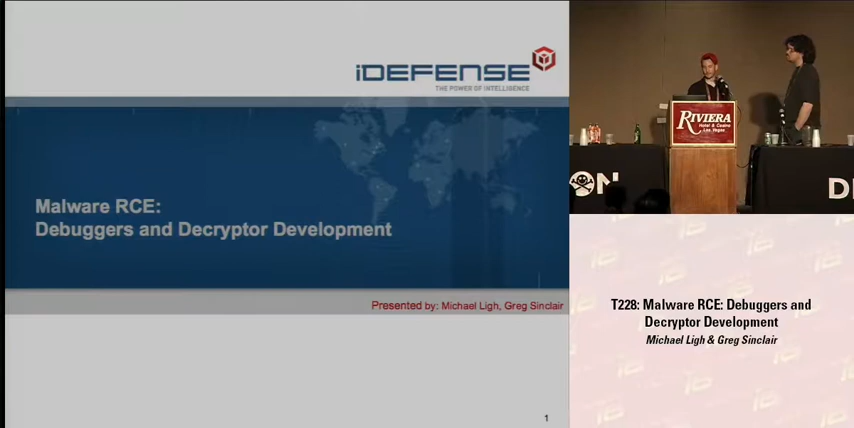 iDEFENSE
THE POWER OF INTELLIGENCE
Malware RCE:
Debuggers and Decryptor Development
Presented by: Michael Ligh, Greg Sinclair
1
RIVIERA
Hotel & Casino
Las Vegas
T228: Malware RCE: Debuggers and
Decryptor Development
Michael Ligh & Greg Sinclair